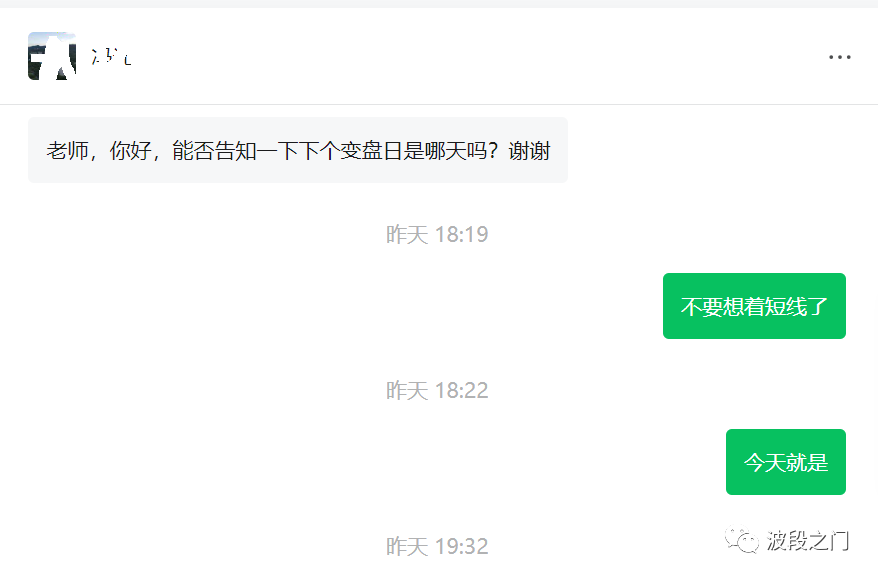 老师，你好，能否告知一下下个变盘日是哪天吗？谢谢
昨天 18:19
不要想着短线了
昨天 18:22
今天就是
昨天 19:32
波段之门